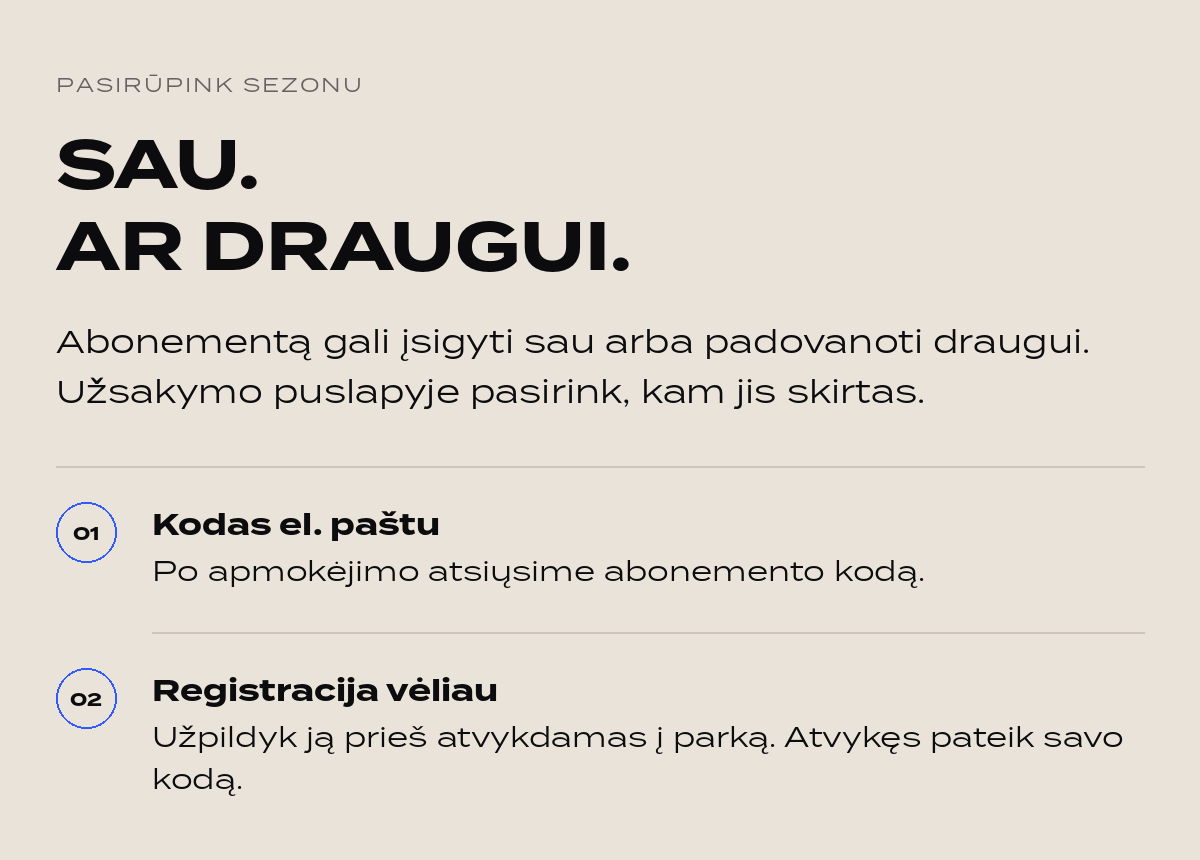 PASIRŪPINK SEZONU
SAU.
AR DRAUGUI.
Abonementą gali įsigyti sau arba padovanoti draugui.
Užsakymo puslapyje pasirink, kam jis skirtas.
01
Kodas el. paštu
Po apmokėjimo atsiųsime abonemento kodą.
02
Registracija vėliau
Užpildyk ją prieš atvykdamas į parką. Atvykęs pateik savo
kodą.